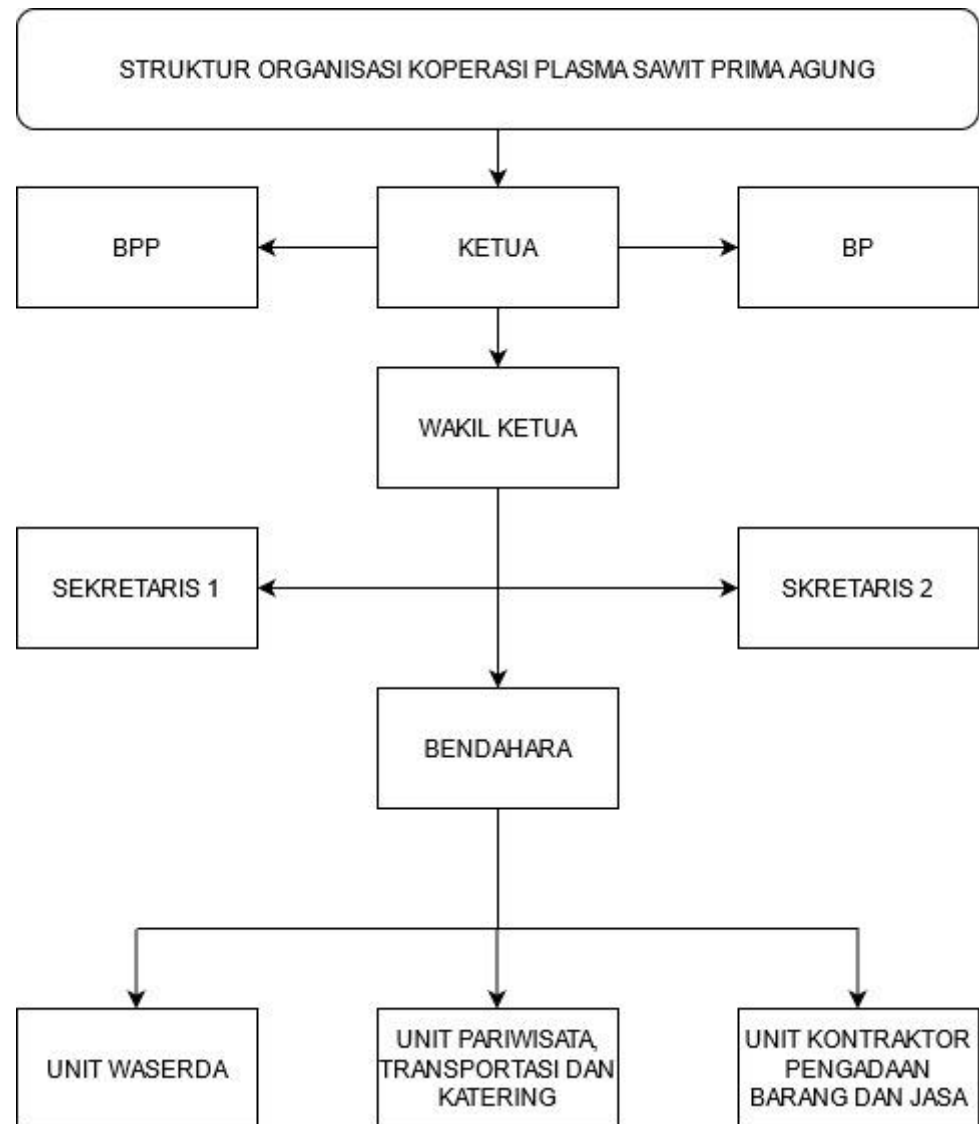 STRUKTUR ORGANISASI KOPERASI PLASMA SAWIT PRIMA AGUNG
BPP
KETUA
BP
WAKIL KETUA
SEKRETARIS 1
SKRETARIS 2
BENDAHARA
UNIT WASERDA
UNIT PARIWISATA,
TRANSPORTASI DAN
KATERING
UNIT KONTRAKTOR
PENGADAAN
BARANG DAN JASA